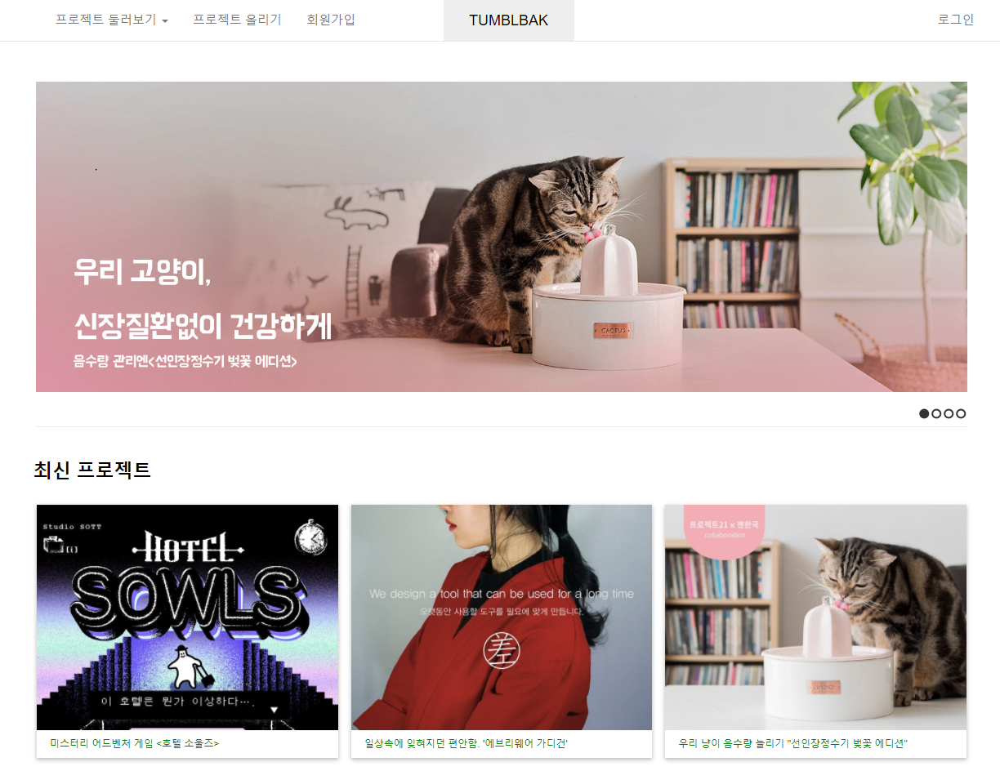 프로젝트 둘러보기
프로젝트 올리기
회원가입
TUMBLBAK
로그인
우리 고양이,
신장질환없이 건강하게
음수량 관리엔<선인장정수기 벚꽃 에디션>
CACTUS
최신 프로젝트
Studio SOTT
HOTEL
SOWLS
이 호텔은 뭔가 이상하다….
미스터리 어드벤처 게임 <호텔 소울즈>
We design a tool that can be used for a long time
오랫동안 사용할 도구를 필요에 맞게 만듭니다.
差
일상속에 잊혀지던 편안함. '에브리웨어 가디건'
프로젝트21 x 젠한국
collaboration
우리 냥이 음수량 늘리기 "선인장정수기 벚꽃 에디션"